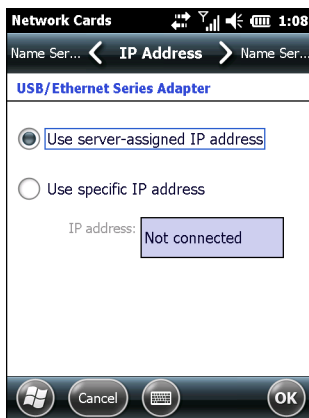 Network Cards 1:08
Name Ser... IP Address Name Ser...
USB/Ethernet Series Adapter
Use server-assigned IP address
Use specific IP address
IP address: Not connected
Cancel OK